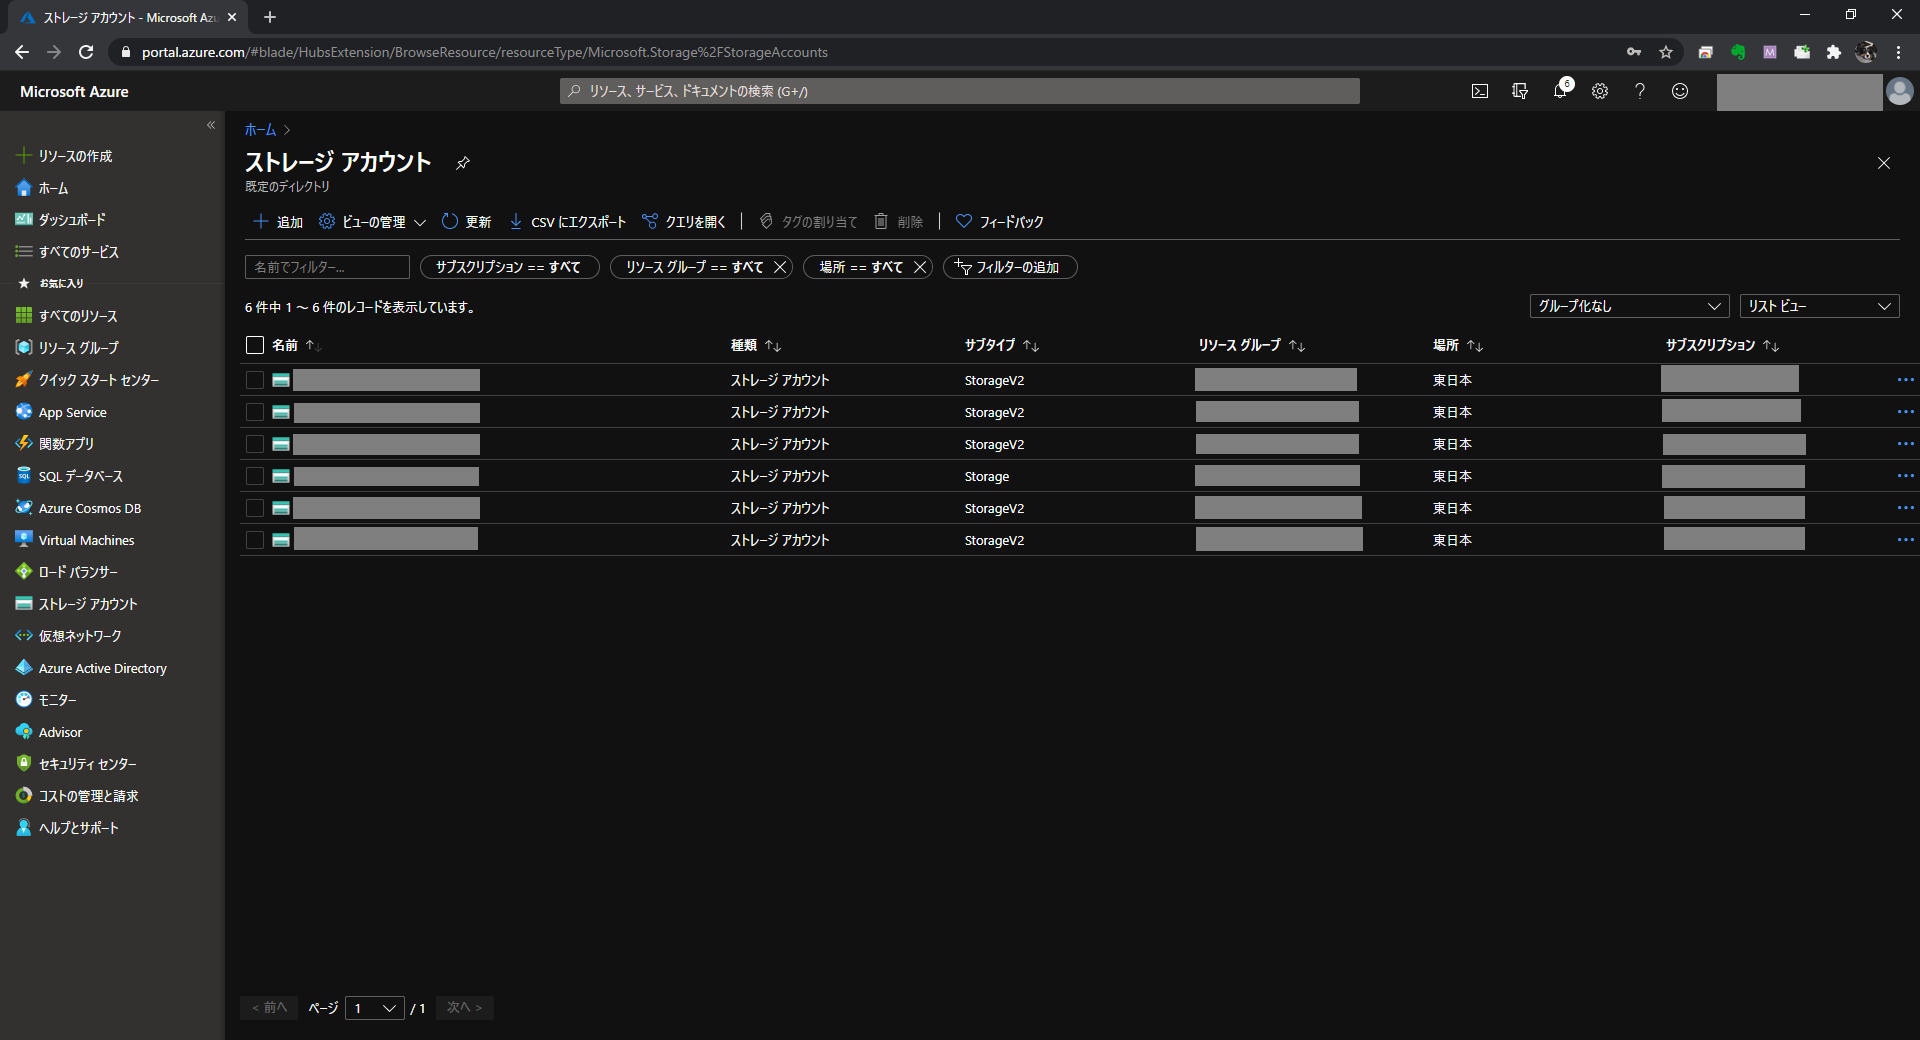 ストレージ アカウント - Microsoft Azu
portal.azure.com/#blade/HubsExtension/BrowseResource/resourceType/Microsoft.Storage%2FStorageAccounts
Microsoft Azure
リソース、サービス、ドキュメントの検索 (G+/)
6
リソースの作成
ホーム
ダッシュボード
すべてのサービス
お気に入り
すべてのリソース
リソース グループ
クイック スタート センター
App Service
関数アプリ
SQL データベース
Azure Cosmos DB
Virtual Machines
ロード バランサー
ストレージ アカウント
仮想ネットワーク
Azure Active Directory
モニター
Advisor
セキュリティ センター
コストの管理と請求
ヘルプとサポート
ホーム >
ストレージ アカウント
既定のディレクトリ
追加 ビューの管理 更新 CSV にエクスポート クエリを開く タグの割り当て 削除 フィードバック
名前でフィルター... サブスクリプション == すべて リソース グループ == すべて 場所 == すべて フィルターの追加
6 件中 1 ～ 6 件のレコードを表示しています。 グループ化なし リスト ビュー
名前 種類 サブタイプ リソース グループ 場所 サブスクリプション
ストレージ アカウント StorageV2 東日本
ストレージ アカウント StorageV2 東日本
ストレージ アカウント StorageV2 東日本
ストレージ アカウント Storage 東日本
ストレージ アカウント StorageV2 東日本
ストレージ アカウント StorageV2 東日本
< 前へ ページ 1 / 1 次へ >